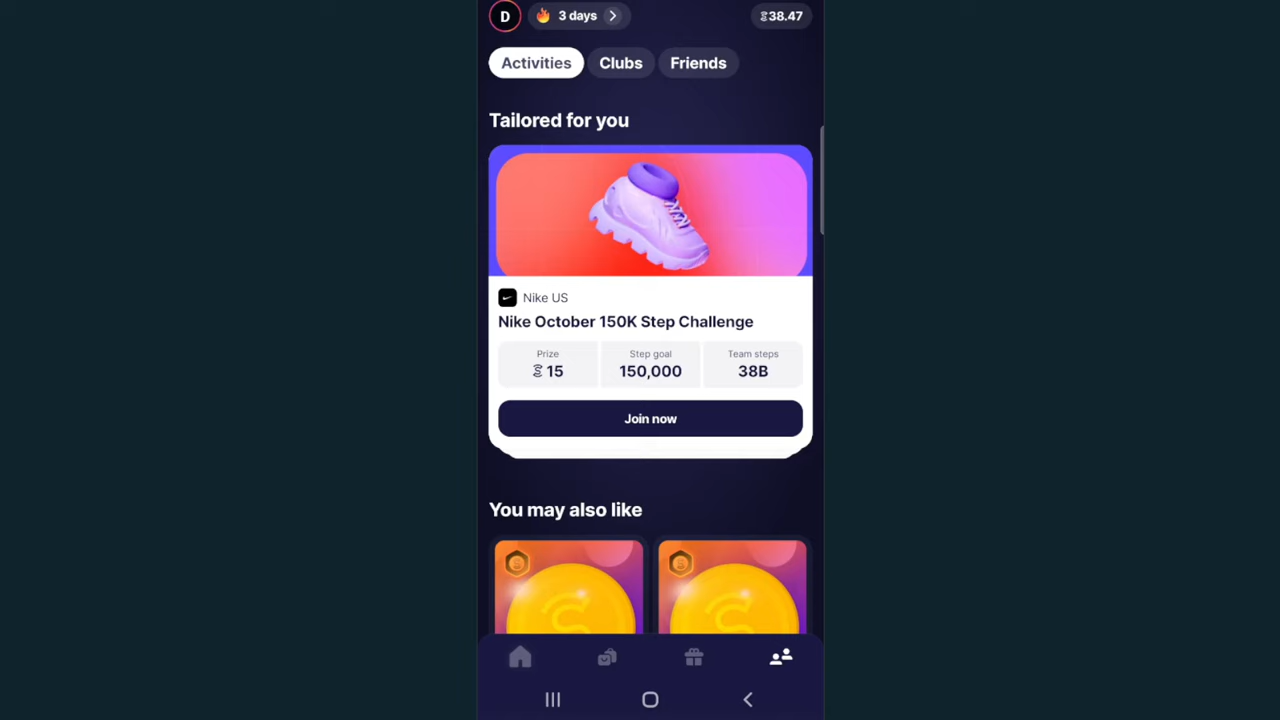 D 3 days 38.47
Activities Clubs Friends
Tailored for you
Nike US
Nike October 150K Step Challenge
Prize Step goal Team steps
15 150,000 38B
Join now
You may also like